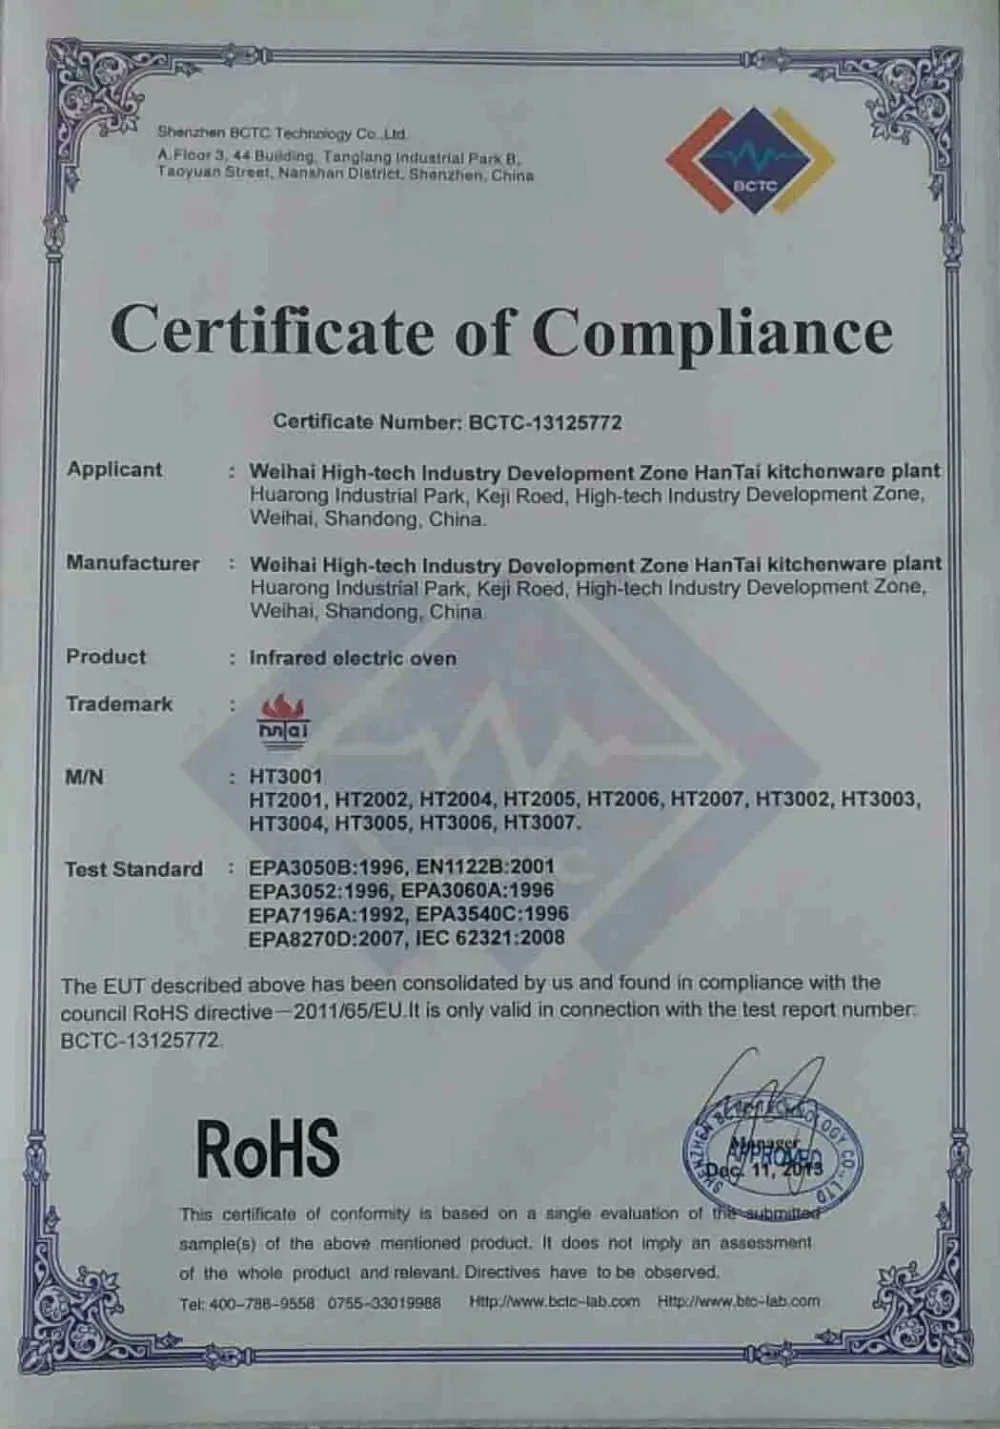 Shenzhen BCTC Technology Co.,Ltd.
A.Floor 3, 44 Building, Tanglang Industrial Park B,
Taoyuan Street, Nanshan District, Shenzhen, China
BCTC
Certificate of Compliance
Certificate Number: BCTC-13125772
Applicant : Weihai High-tech Industry Development Zone HanTai kitchenware plant
Huarong Industrial Park, Keji Roed, High-tech Industry Development Zone,
Weihai, Shandong, China.
Manufacturer : Weihai High-tech Industry Development Zone HanTai kitchenware plant
Huarong Industrial Park, Keji Roed, High-tech Industry Development Zone,
Weihai, Shandong, China.
Product : Infrared electric oven
Trademark :
M/N : HT3001
HT2001, HT2002, HT2004, HT2005, HT2006, HT2007, HT3002, HT3003,
HT3004, HT3005, HT3006, HT3007.
Test Standard : EPA3050B:1996, EN1122B:2001
EPA3052:1996, EPA3060A:1996
EPA7196A:1992, EPA3540C:1996
EPA8270D:2007, IEC 62321:2008
The EUT described above has been consolidated by us and found in compliance with the
council RoHS directive—2011/65/EU.It is only valid in connection with the test report number:
BCTC-13125772.
RoHS
SHENZHEN BCTC TECHNOLOGY CO.,LTD
Manager
APPROVED
Dec. 11, 2013
This certificate of conformity is based on a single evaluation of the submitted
sample(s) of the above mentioned product. It does not imply an assessment
of the whole product and relevant. Directives have to be observed.
Tel: 400-788-9558 0755-33019988 Http://www.bctc-lab.com Http://www.btc-lab.com